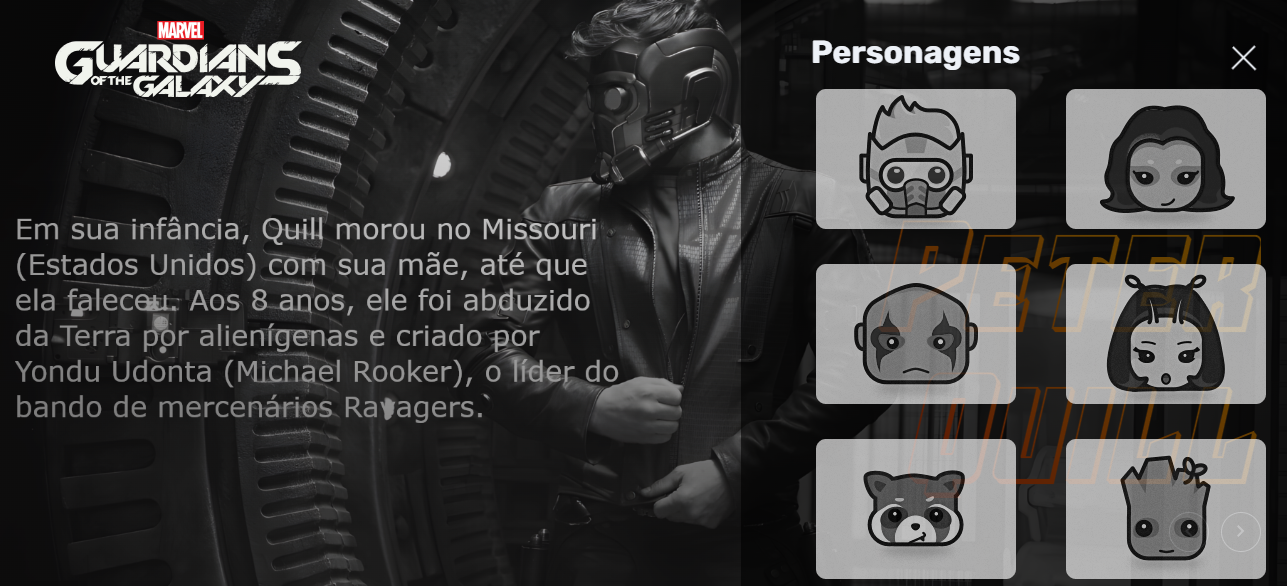 MARVEL
GUARDIANS
OF THE
GALAXY
Em sua infância, Quill morou no Missouri
(Estados Unidos) com sua mãe, até que
ela faleceu. Aos 8 anos, ele foi abduzido
da Terra por alienígenas e criado por
Yondu Udonta (Michael Rooker), o líder do
bando de mercenários Ravagers.`
Personagens
PETER
QUILL